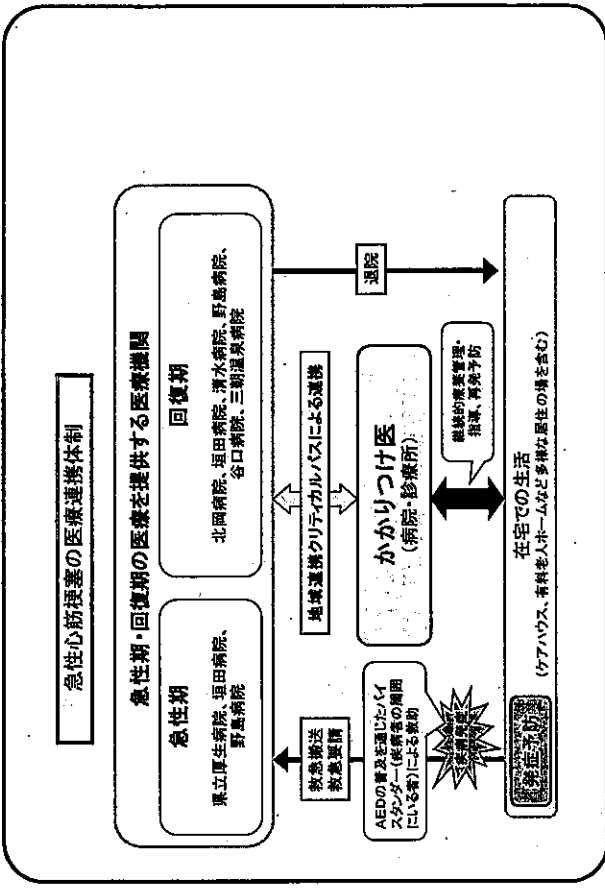 急性心筋梗塞の医療連携体制
急性期・回復期の医療を提供する医療機関
急性期
県立厚生病院、垣田病院、
野島病院
回復期
北岡病院、垣田病院、清水病院、野島病院、
谷口病院、三朝温泉病院
救急搬送
救急要請
地域連携クリティカルパスによる連携
退院
AEDの普及を通じたバイ
スタンダー(疾病者の周囲
にいる者)による救助
かかりつけ医
(病院・診療所)
継続的療養管理・
指導、再発予防
疾病発症
発症予防
在宅での生活
(ケアハウス、有料老人ホームなど多様な居住の場を含む)